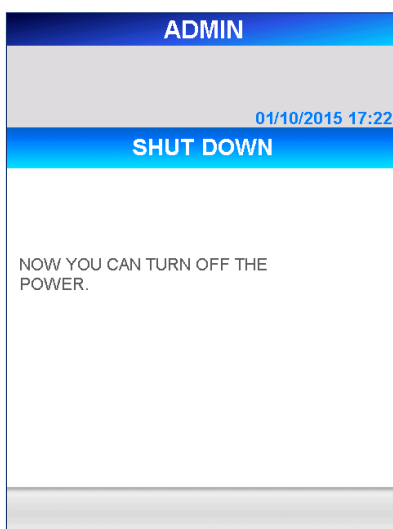 ADMIN
01/10/2015 17:22
SHUT DOWN
NOW YOU CAN TURN OFF THE
POWER.